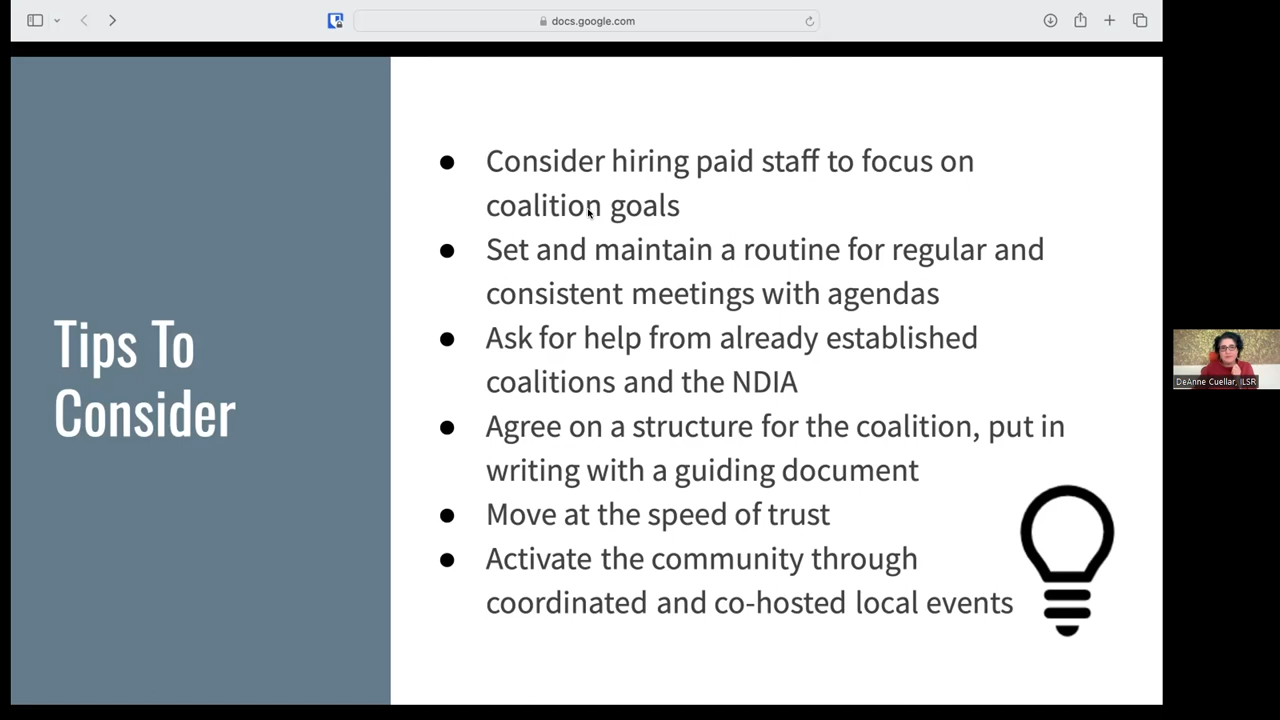 docs.google.com
Tips To
Consider
● Consider hiring paid staff to focus on
coalition goals
● Set and maintain a routine for regular and
consistent meetings with agendas
● Ask for help from already established
coalitions and the NDIA
● Agree on a structure for the coalition, put in
writing with a guiding document
● Move at the speed of trust
● Activate the community through
coordinated and co-hosted local events
DeAnne Cuellar, ILSR